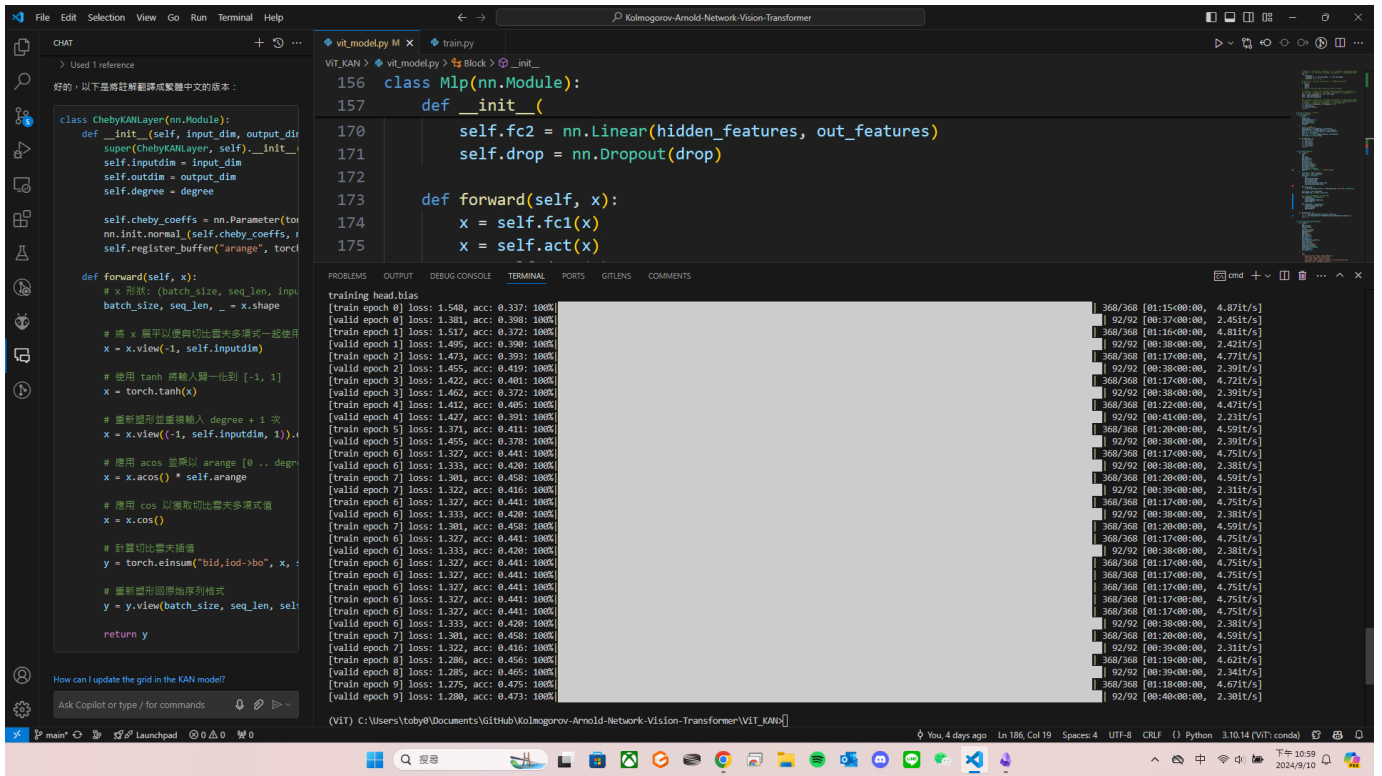 File Edit Selection View Go Run Terminal Help
Kolmogorov-Arnold-Network-Vision-Transformer
CHAT
Used 1 reference
好的，以下是將註解翻譯成繁體中文的版本：
class ChebyKANLayer(nn.Module):
def __init__(self, input_dim, output_dim
super(ChebyKANLayer, self).__init__(
self.inputdim = input_dim
self.outdim = output_dim
self.degree = degree
self.cheby_coeffs = nn.Parameter(tor
nn.init.normal_(self.cheby_coeffs, m
self.register_buffer("arange", torch
def forward(self, x):
# x 形狀: (batch_size, seq_len, inpu
batch_size, seq_len, _ = x.shape
# 將 x 展平以便與切比雪夫多項式一起使用
x = x.view(-1, self.inputdim)
# 使用 tanh 將輸入歸一化到 [-1, 1]
x = torch.tanh(x)
# 重新塑形並重複輸入 degree + 1 次
x = x.view((-1, self.inputdim, 1)).e
# 應用 acos 並乘以 arange [0 .. degre
x = x.acos() * self.arange
# 應用 cos 以獲取切比雪夫多項式值
x = x.cos()
# 計算切比雪夫插值
y = torch.einsum("bid,iod->bo", x, s
# 重新塑形回原始序列格式
y = y.view(batch_size, seq_len, self
return y
How can I update the grid in the KAN model?
Ask Copilot or type / for commands
vit_model.py M train.py
ViT_KAN > vit_model.py > Block > __init__
156 class Mlp(nn.Module):
157 def __init__(
170 self.fc2 = nn.Linear(hidden_features, out_features)
171 self.drop = nn.Dropout(drop)
172
173 def forward(self, x):
174 x = self.fc1(x)
175 x = self.act(x)
PROBLEMS OUTPUT DEBUG CONSOLE TERMINAL PORTS GITLENS COMMENTS
cmd
training head.bias
[train epoch 0] loss: 1.548, acc: 0.337: 100%| | 368/368 [01:15<00:00, 4.87it/s]
[valid epoch 0] loss: 1.381, acc: 0.398: 100%| | 92/92 [00:37<00:00, 2.45it/s]
[train epoch 1] loss: 1.517, acc: 0.372: 100%| | 368/368 [01:16<00:00, 4.81it/s]
[valid epoch 1] loss: 1.495, acc: 0.390: 100%| | 92/92 [00:38<00:00, 2.42it/s]
[train epoch 2] loss: 1.473, acc: 0.393: 100%| | 368/368 [01:17<00:00, 4.77it/s]
[valid epoch 2] loss: 1.455, acc: 0.419: 100%| | 92/92 [00:38<00:00, 2.39it/s]
[train epoch 3] loss: 1.422, acc: 0.401: 100%| | 368/368 [01:17<00:00, 4.72it/s]
[valid epoch 3] loss: 1.462, acc: 0.372: 100%| | 92/92 [00:38<00:00, 2.39it/s]
[train epoch 4] loss: 1.412, acc: 0.405: 100%| | 368/368 [01:22<00:00, 4.47it/s]
[valid epoch 4] loss: 1.427, acc: 0.391: 100%| | 92/92 [00:41<00:00, 2.23it/s]
[train epoch 5] loss: 1.371, acc: 0.411: 100%| | 368/368 [01:20<00:00, 4.59it/s]
[valid epoch 5] loss: 1.455, acc: 0.378: 100%| | 92/92 [00:38<00:00, 2.39it/s]
[train epoch 6] loss: 1.327, acc: 0.441: 100%| | 368/368 [01:17<00:00, 4.75it/s]
[valid epoch 6] loss: 1.333, acc: 0.420: 100%| | 92/92 [00:38<00:00, 2.38it/s]
[train epoch 7] loss: 1.301, acc: 0.458: 100%| | 368/368 [01:20<00:00, 4.59it/s]
[valid epoch 7] loss: 1.322, acc: 0.416: 100%| | 92/92 [00:39<00:00, 2.31it/s]
[train epoch 6] loss: 1.327, acc: 0.441: 100%| | 368/368 [01:17<00:00, 4.75it/s]
[valid epoch 6] loss: 1.333, acc: 0.420: 100%| | 92/92 [00:38<00:00, 2.38it/s]
[train epoch 7] loss: 1.301, acc: 0.458: 100%| | 368/368 [01:20<00:00, 4.59it/s]
[train epoch 6] loss: 1.327, acc: 0.441: 100%| | 368/368 [01:17<00:00, 4.75it/s]
[valid epoch 6] loss: 1.333, acc: 0.420: 100%| | 92/92 [00:38<00:00, 2.38it/s]
[train epoch 6] loss: 1.327, acc: 0.441: 100%| | 368/368 [01:17<00:00, 4.75it/s]
[train epoch 6] loss: 1.327, acc: 0.441: 100%| | 368/368 [01:17<00:00, 4.75it/s]
[train epoch 6] loss: 1.327, acc: 0.441: 100%| | 368/368 [01:17<00:00, 4.75it/s]
[train epoch 6] loss: 1.327, acc: 0.441: 100%| | 368/368 [01:17<00:00, 4.75it/s]
[train epoch 6] loss: 1.327, acc: 0.441: 100%| | 368/368 [01:17<00:00, 4.75it/s]
[valid epoch 6] loss: 1.333, acc: 0.420: 100%| | 92/92 [00:38<00:00, 2.38it/s]
[train epoch 7] loss: 1.301, acc: 0.458: 100%| | 368/368 [01:20<00:00, 4.59it/s]
[valid epoch 7] loss: 1.322, acc: 0.416: 100%| | 92/92 [00:39<00:00, 2.31it/s]
[train epoch 8] loss: 1.286, acc: 0.456: 100%| | 368/368 [01:19<00:00, 4.62it/s]
[valid epoch 8] loss: 1.285, acc: 0.465: 100%| | 92/92 [00:39<00:00, 2.34it/s]
[train epoch 9] loss: 1.275, acc: 0.475: 100%| | 368/368 [01:18<00:00, 4.67it/s]
[valid epoch 9] loss: 1.280, acc: 0.473: 100%| | 92/92 [00:40<00:00, 2.30it/s]
(ViT) C:\Users\toby0\Documents\GitHub\Kolmogorov-Arnold-Network-Vision-Transformer\ViT_KAN>
main* Launchpad 0 0 0 You, 4 days ago Ln 186, Col 19 Spaces: 4 UTF-8 CRLF {} Python 3.10.14 ('ViT': conda)
搜尋
中
下午 10:59
2024/9/10